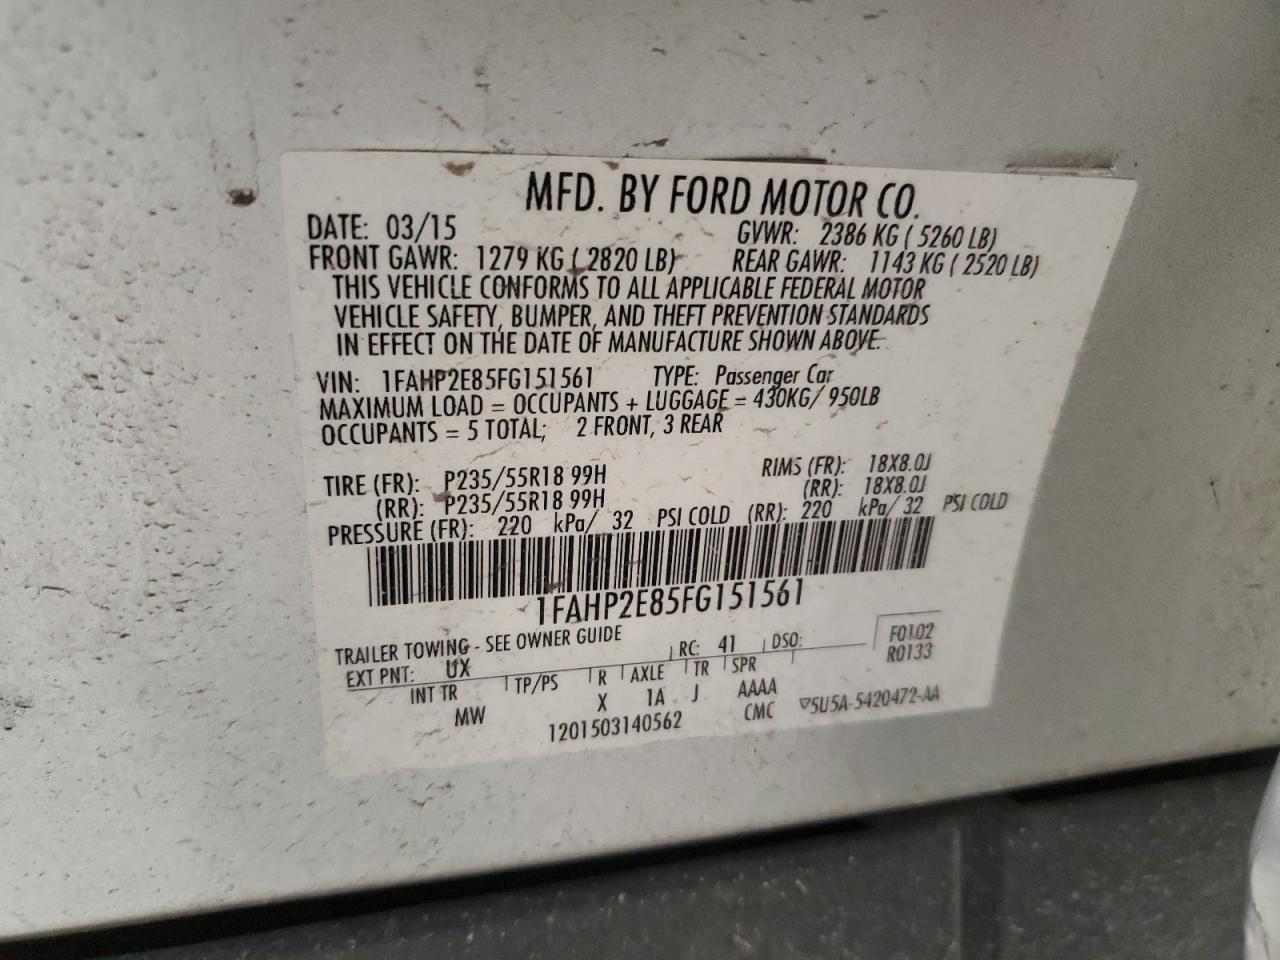 MFD. BY FORD MOTOR CO.
DATE: 03/15 GVWR: 2386 KG ( 5260 LB)
FRONT GAWR: 1279 KG ( 2820 LB) REAR GAWR: 1143 KG ( 2520 LB)
THIS VEHICLE CONFORMS TO ALL APPLICABLE FEDERAL MOTOR
VEHICLE SAFETY, BUMPER, AND THEFT PREVENTION STANDARDS
IN EFFECT ON THE DATE OF MANUFACTURE SHOWN ABOVE.
VIN: 1FAHP2E85FG151561 TYPE: Passenger Car
MAXIMUM LOAD = OCCUPANTS + LUGGAGE = 430KG/ 950LB
OCCUPANTS = 5 TOTAL; 2 FRONT, 3 REAR
TIRE (FR): P235/55R18 99H RIMS (FR): 18X8.0J
(RR): P235/55R18 99H (RR): 18X8.0J
PRESSURE (FR): 220 kPa/ 32 PSI COLD (RR): 220 kPa/ 32 PSI COLD
1FAHP2E85FG151561
TRAILER TOWING - SEE OWNER GUIDE RC: 41 DSO: F0102
EXT PNT: UX R0133
INT TR TP/PS R AXLE TR SPR
MW X 1A J AAAA
1201503140562 CMC ▽5U5A-5420472-AA